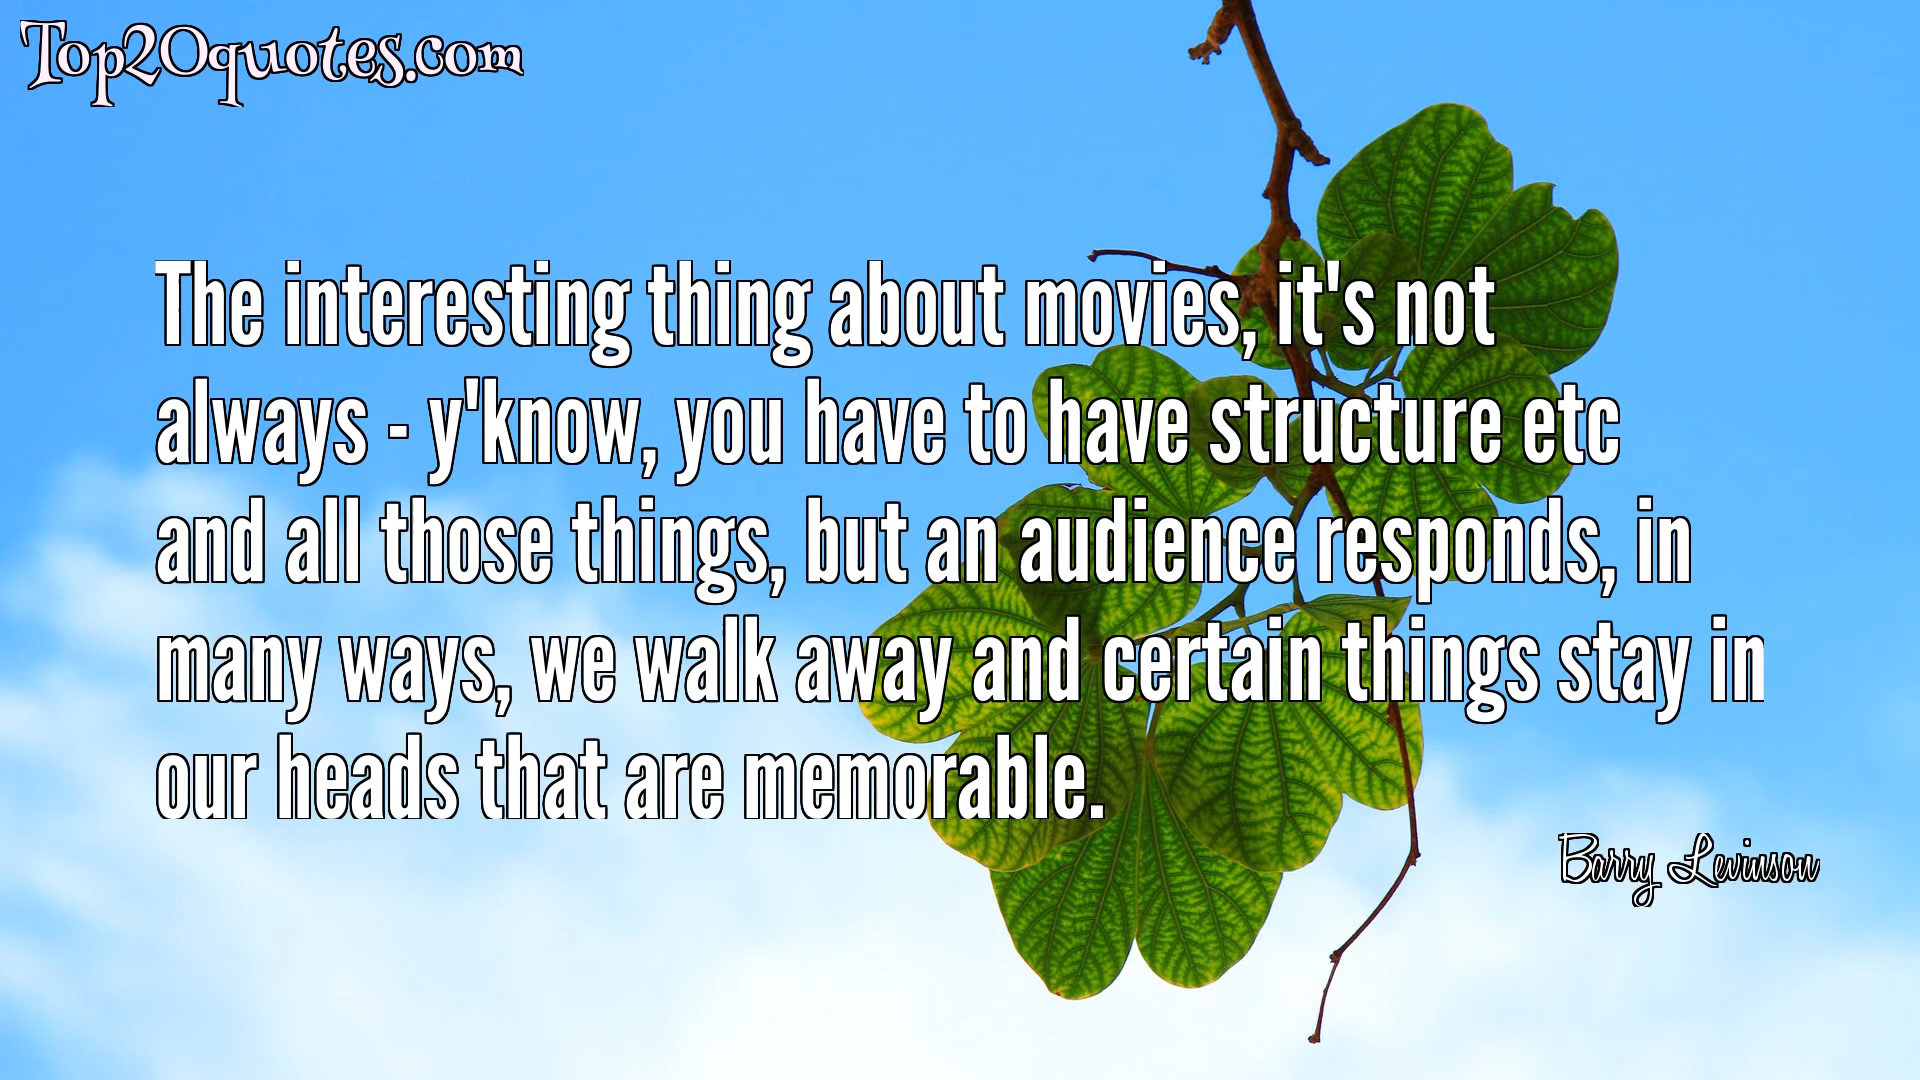 Top20quotes.com
The interesting thing about movies, it's not
always - y'know, you have to have structure etc
and all those things, but an audience responds, in
many ways, we walk away and certain things stay in
our heads that are memorable.
Barry Levinson